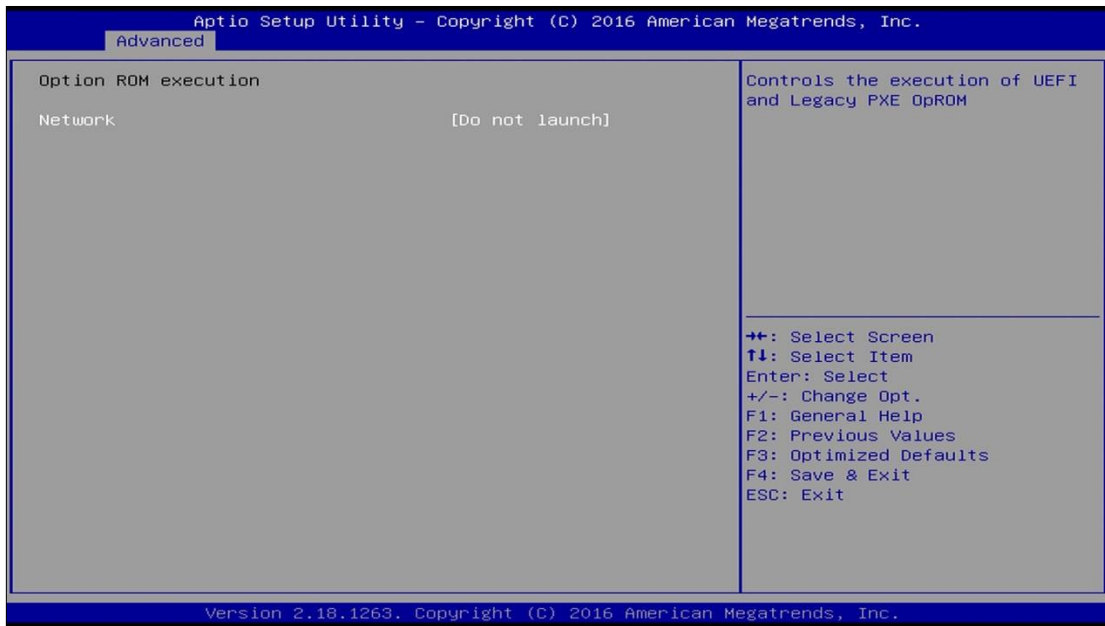 Aptio Setup Utility – Copyright (C) 2016 American Megatrends, Inc.
Advanced
Option ROM execution
Network [Do not launch]
Controls the execution of UEFI
and Legacy PXE OpROM
→←: Select Screen
↑↓: Select Item
Enter: Select
+/-: Change Opt.
F1: General Help
F2: Previous Values
F3: Optimized Defaults
F4: Save & Exit
ESC: Exit
Version 2.18.1263. Copyright (C) 2016 American Megatrends, Inc.